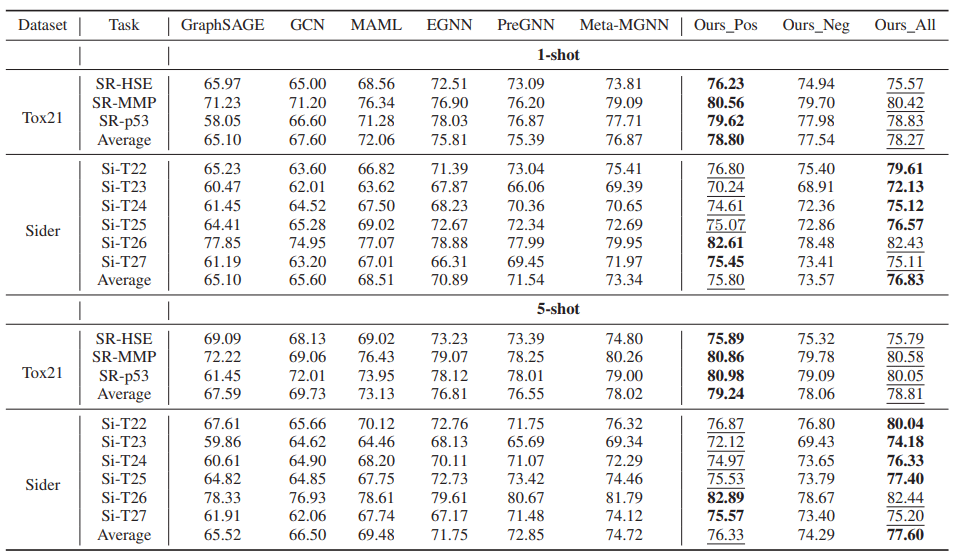 Dataset Task GraphSAGE GCN MAML EGNN PreGNN Meta-MGNN Ours_Pos Ours_Neg Ours_All
1-shot
SR-HSE 65.97 65.00 68.56 72.51 73.09 73.81 76.23 74.94 75.57
SR-MMP 71.23 71.20 76.34 76.90 76.20 79.09 80.56 79.70 80.42
Tox21 SR-p53 58.05 66.60 71.28 78.03 76.87 77.71 79.62 77.98 78.83
Average 65.10 67.60 72.06 75.81 75.39 76.87 78.80 77.54 78.27
Si-T22 65.23 63.60 66.82 71.39 73.04 75.41 76.80 75.40 79.61
Si-T23 60.47 62.01 63.62 67.87 66.06 69.39 70.24 68.91 72.13
Si-T24 61.45 64.52 67.50 68.23 70.36 70.65 74.61 72.36 75.12
Sider Si-T25 64.41 65.28 69.02 72.67 72.34 72.69 75.07 72.86 76.57
Si-T26 77.85 74.95 77.07 78.88 77.99 79.95 82.61 78.48 82.43
Si-T27 61.19 63.20 67.01 66.31 69.45 71.97 75.45 73.41 75.11
Average 65.10 65.60 68.51 70.89 71.54 73.34 75.80 73.57 76.83
5-shot
SR-HSE 69.09 68.13 69.02 73.23 73.39 74.80 75.89 75.32 75.79
SR-MMP 72.22 69.06 76.43 79.07 78.25 80.26 80.86 79.78 80.58
Tox21 SR-p53 61.45 72.01 73.95 78.12 78.01 79.00 80.98 79.09 80.05
Average 67.59 69.73 73.13 76.81 76.55 78.02 79.24 78.06 78.81
Si-T22 67.61 65.66 70.12 72.76 71.75 76.32 76.87 76.80 80.04
Si-T23 59.86 64.62 64.46 68.13 65.69 69.34 72.12 69.43 74.18
Si-T24 60.61 64.90 68.20 70.11 71.07 72.29 74.97 73.65 76.33
Sider Si-T25 64.82 64.85 67.75 72.73 73.42 74.46 75.53 73.79 77.40
Si-T26 78.33 76.93 78.61 79.61 80.67 81.79 82.89 78.67 82.44
Si-T27 61.91 62.06 67.74 67.17 71.48 74.12 75.57 73.40 75.20
Average 65.52 66.50 69.48 71.75 72.85 74.72 76.33 74.29 77.60